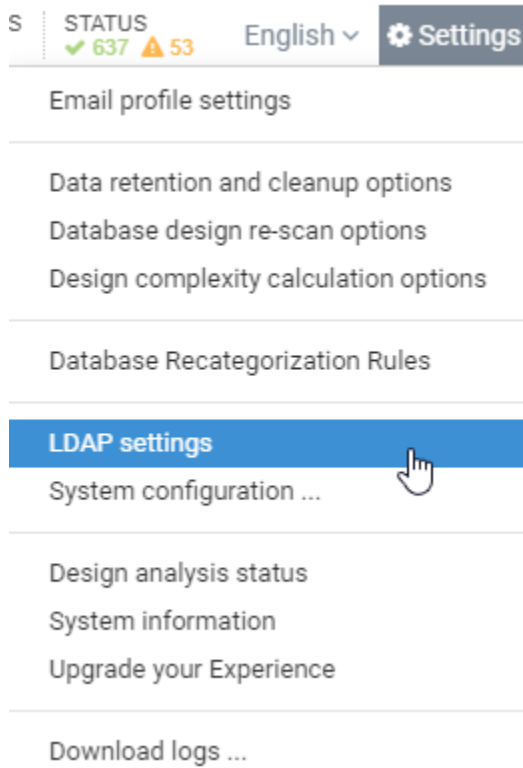 S
STATUS
637 53
English
Settings
Email profile settings
Data retention and cleanup options
Database design re-scan options
Design complexity calculation options
Database Recategorization Rules
LDAP settings
System configuration ...
Design analysis status
System information
Upgrade your Experience
Download logs ...